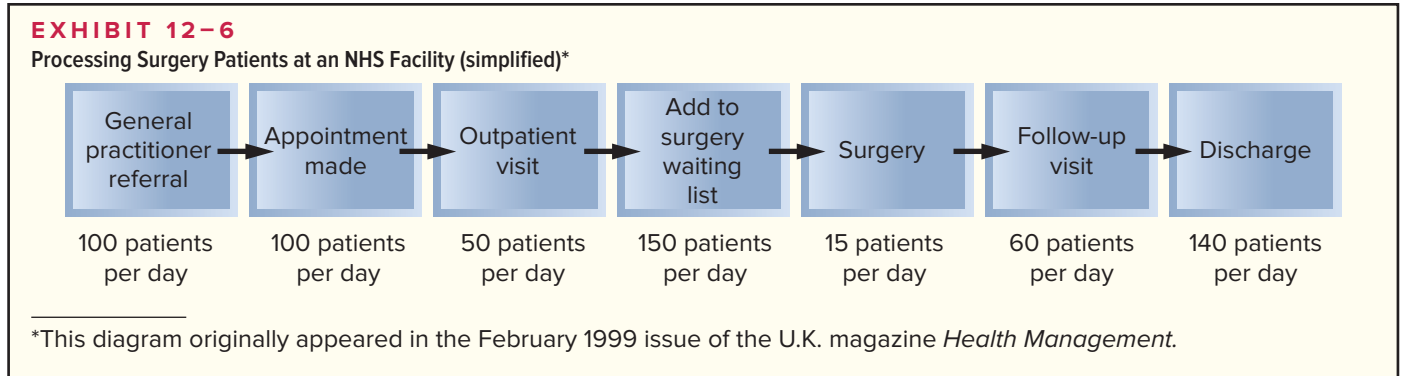 EXHIBIT 12–6
Processing Surgery Patients at an NHS Facility (simplified)*
General
practitioner
referral
Appointment
made
Outpatient
visit
Add to
surgery
waiting
list
Surgery
Follow-up
visit
Discharge
100 patients
per day
100 patients
per day
50 patients
per day
150 patients
per day
15 patients
per day
60 patients
per day
140 patients
per day
*This diagram originally appeared in the February 1999 issue of the U.K. magazine Health Management.